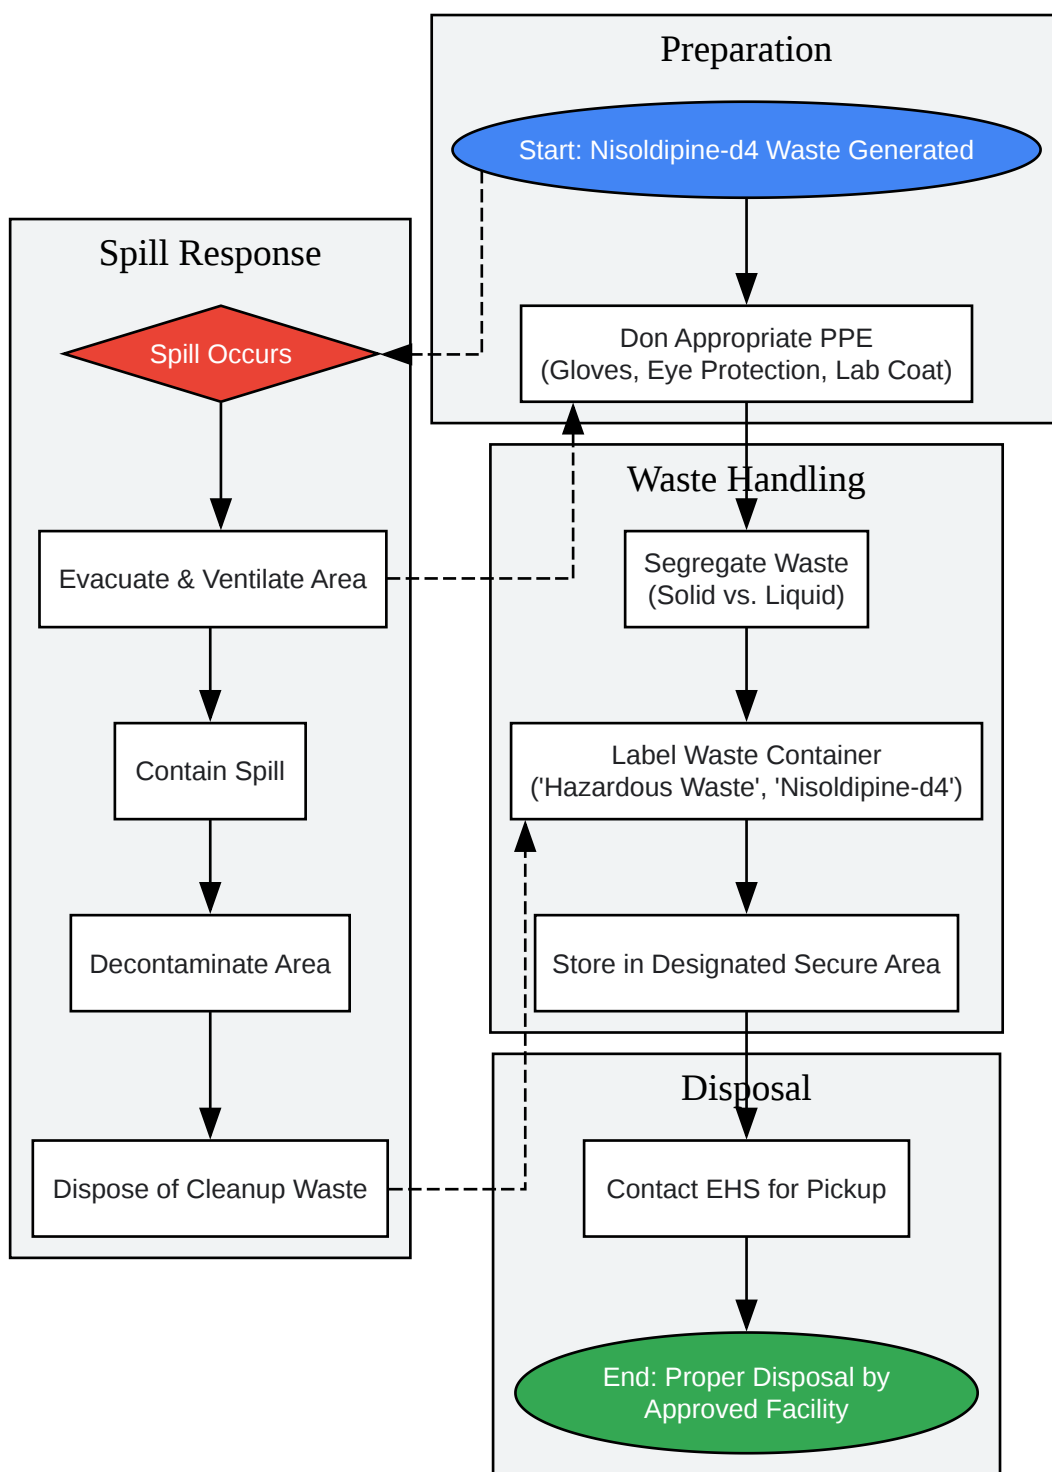 Preparation
Start: Nisoldipine-d4 Waste Generated
Don Appropriate PPE
(Gloves, Eye Protection, Lab Coat)
Spill Response
Spill Occurs
Evacuate & Ventilate Area
Contain Spill
Decontaminate Area
Dispose of Cleanup Waste
Waste Handling
Segregate Waste
(Solid vs. Liquid)
Label Waste Container
('Hazardous Waste', 'Nisoldipine-d4')
Store in Designated Secure Area
Disposal
Contact EHS for Pickup
End: Proper Disposal by
Approved Facility